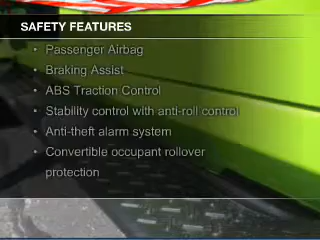 SAFETY FEATURES
• Passenger Airbag
• Braking Assist
• ABS Traction Control
• Stability control with anti-roll control
• Anti-theft alarm system
• Convertible occupant rollover
protection